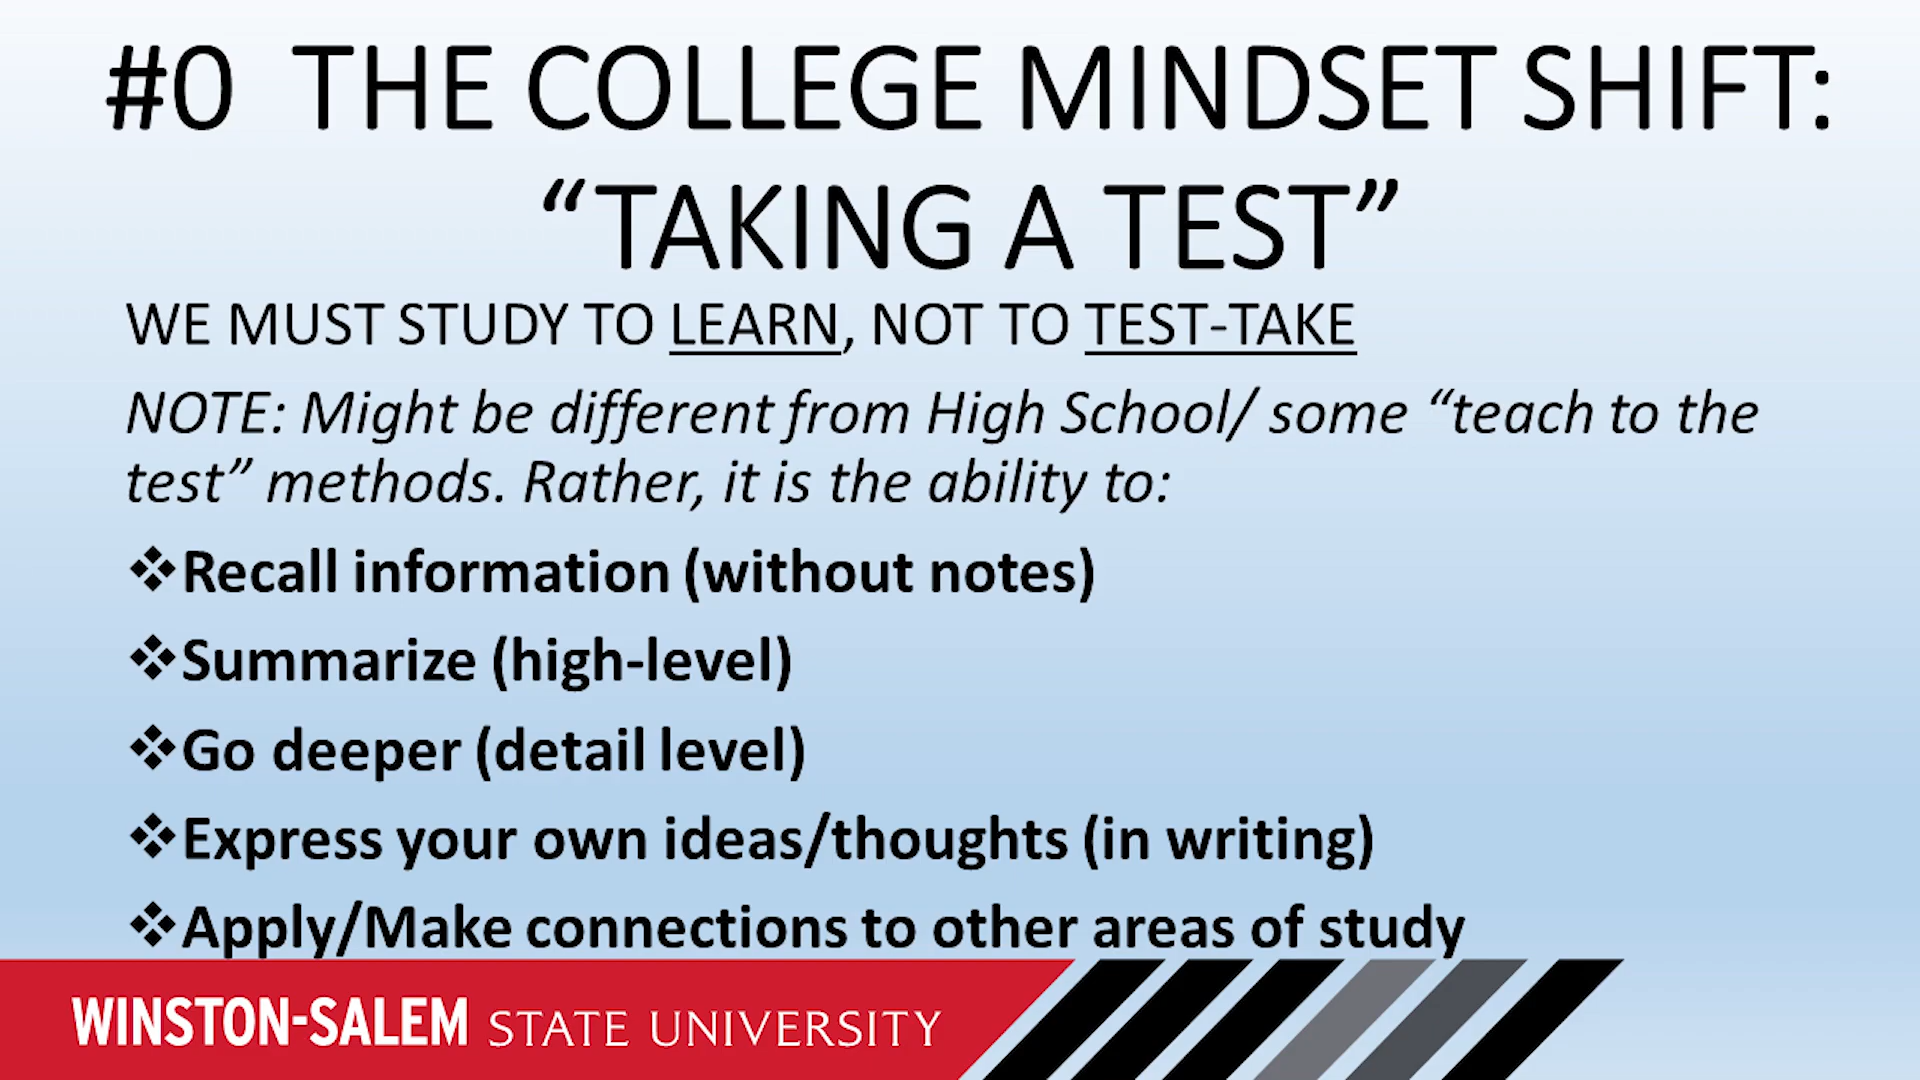 #0 THE COLLEGE MINDSET SHIFT:
“TAKING A TEST”
WE MUST STUDY TO LEARN, NOT TO TEST-TAKE
NOTE: Might be different from High School/ some “teach to the
test” methods. Rather, it is the ability to:
❖Recall information (without notes)
❖Summarize (high-level)
❖Go deeper (detail level)
❖Express your own ideas/thoughts (in writing)
❖Apply/Make connections to other areas of study
WINSTON-SALEM STATE UNIVERSITY